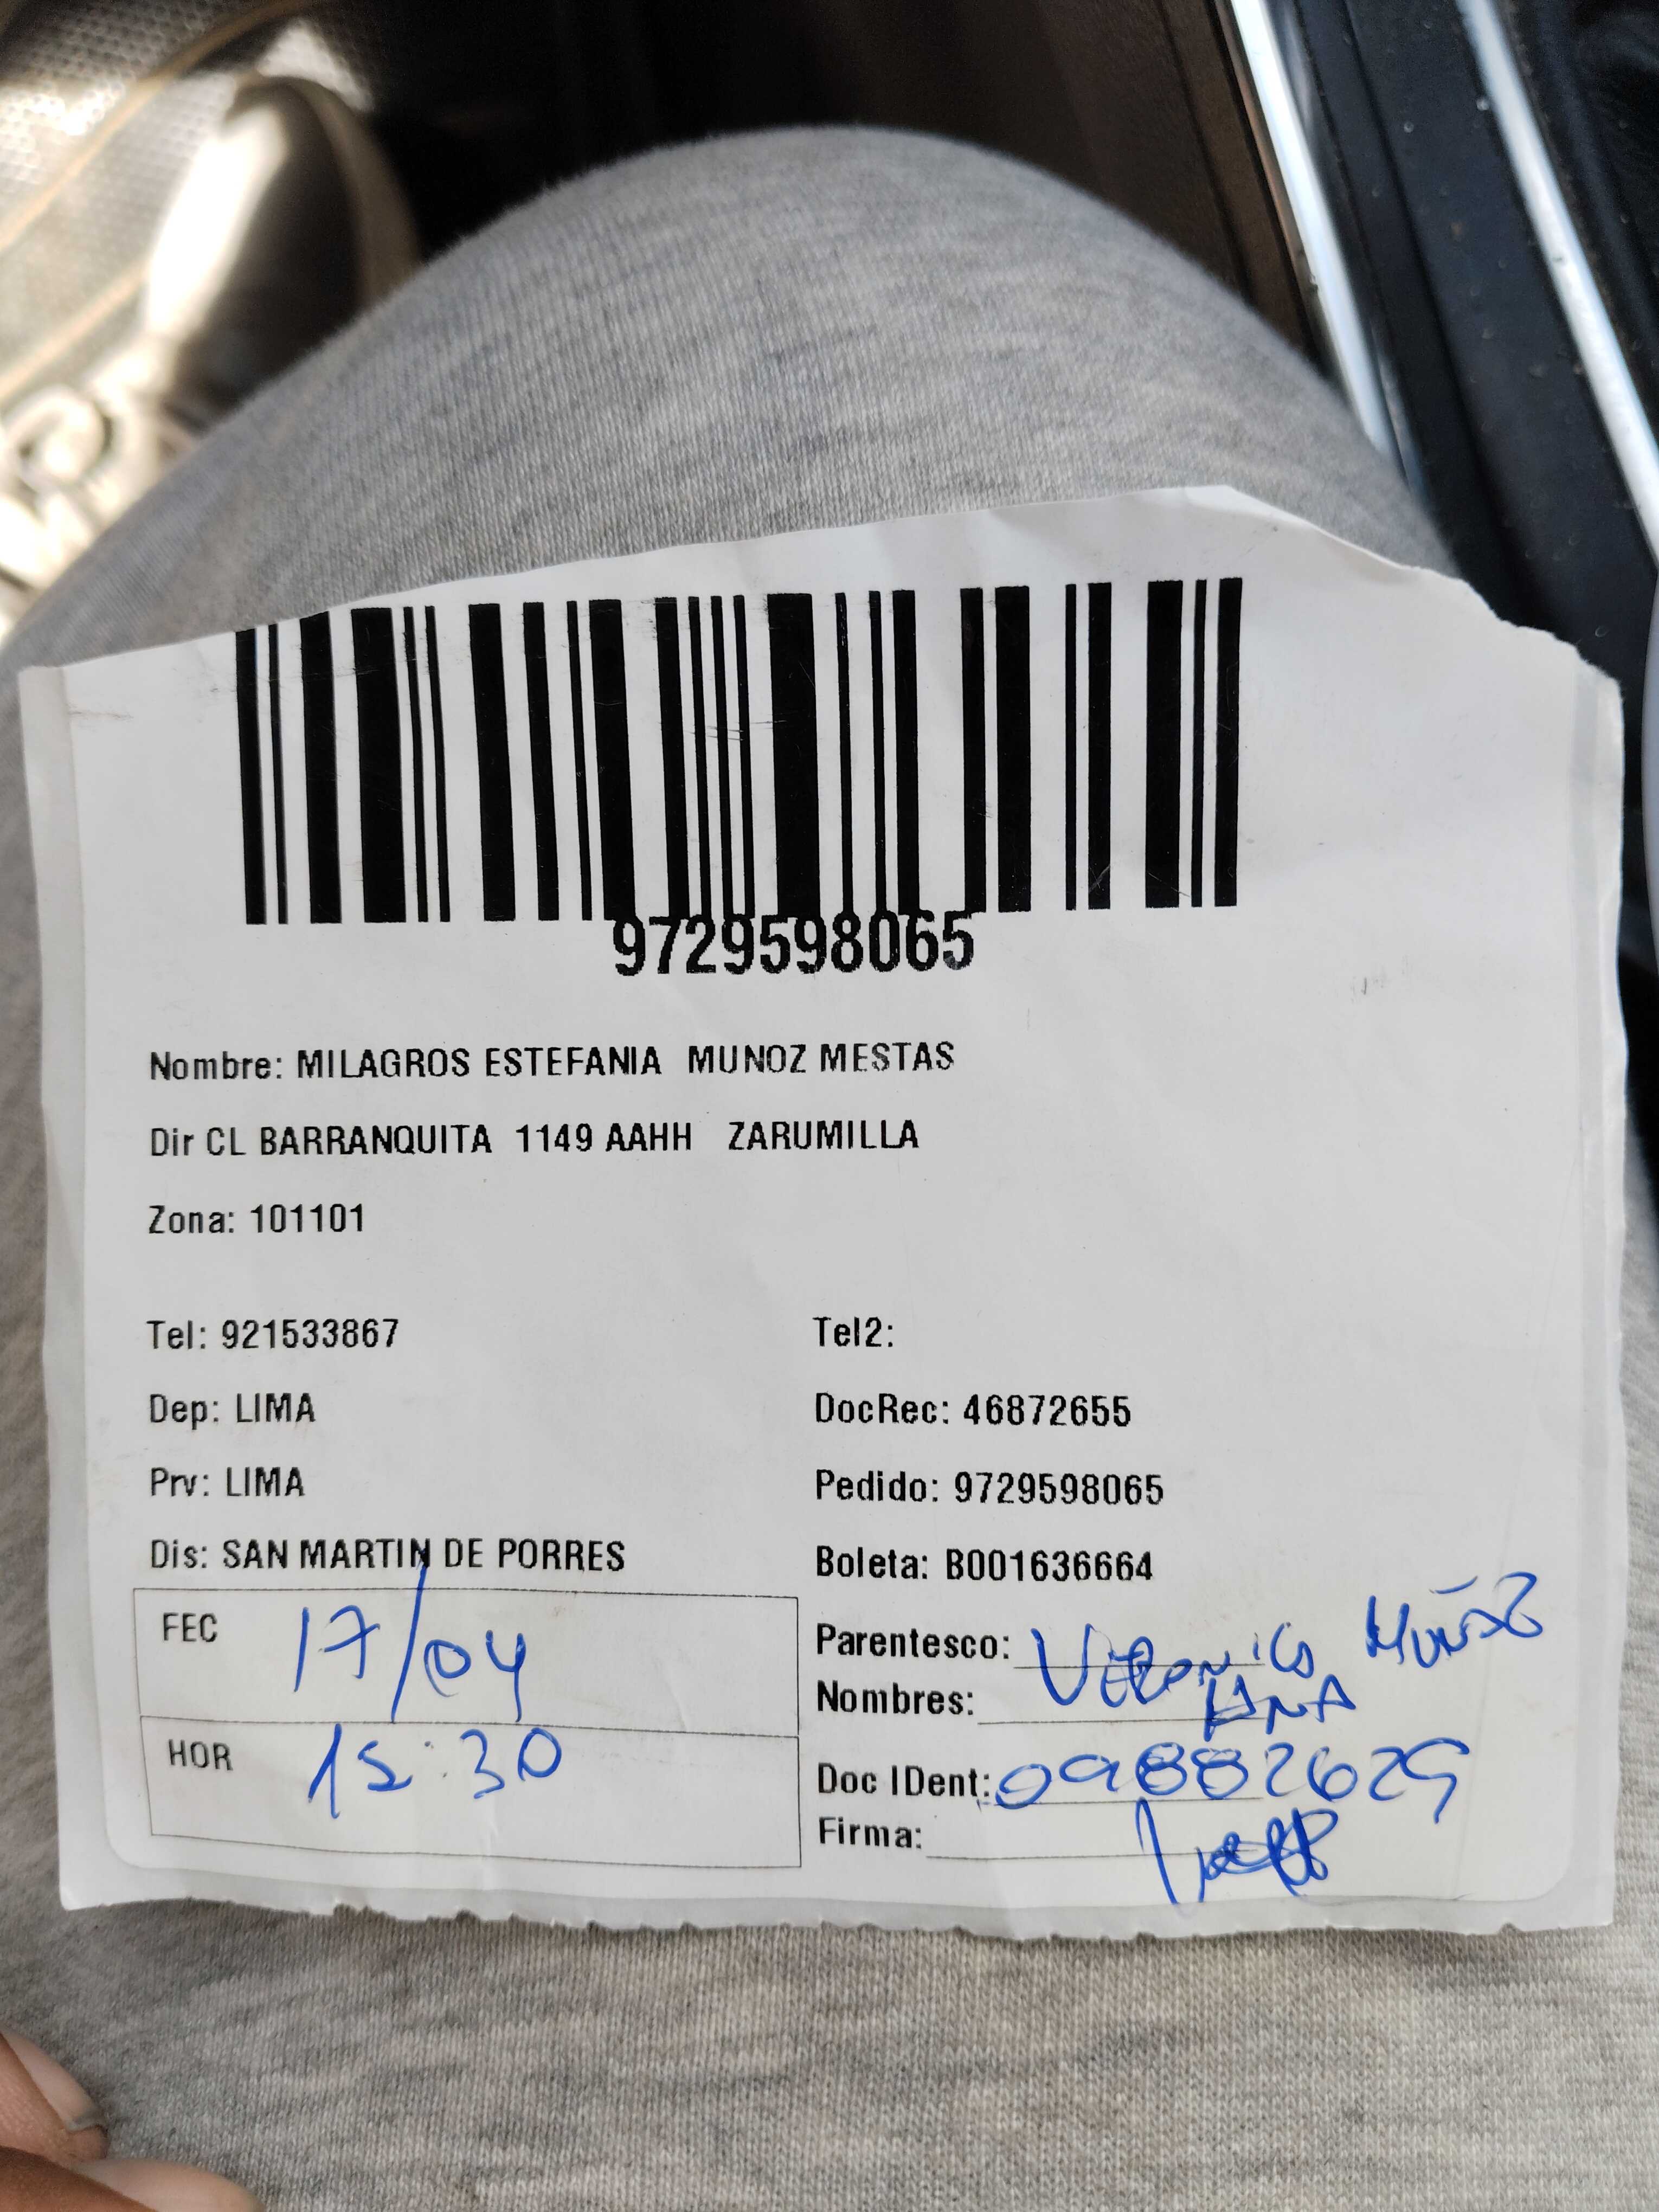 9729598065
Nombre: MILAGROS ESTEFANIA MUNOZ MESTAS
Dir CL BARRANQUITA 1149 AAHH ZARUMILLA
Zona: 101101
Tel: 921533867 Tel2:
Dep: LIMA DocRec: 46872655
Prv: LIMA Pedido: 9729598065
Dis: SAN MARTIN DE PORRES Boleta: B001636664
FEC 17/04
Parentesco: Veronica Muñoz
Nombres:
HOR 15:30
Doc IDent: 09882629
Firma: